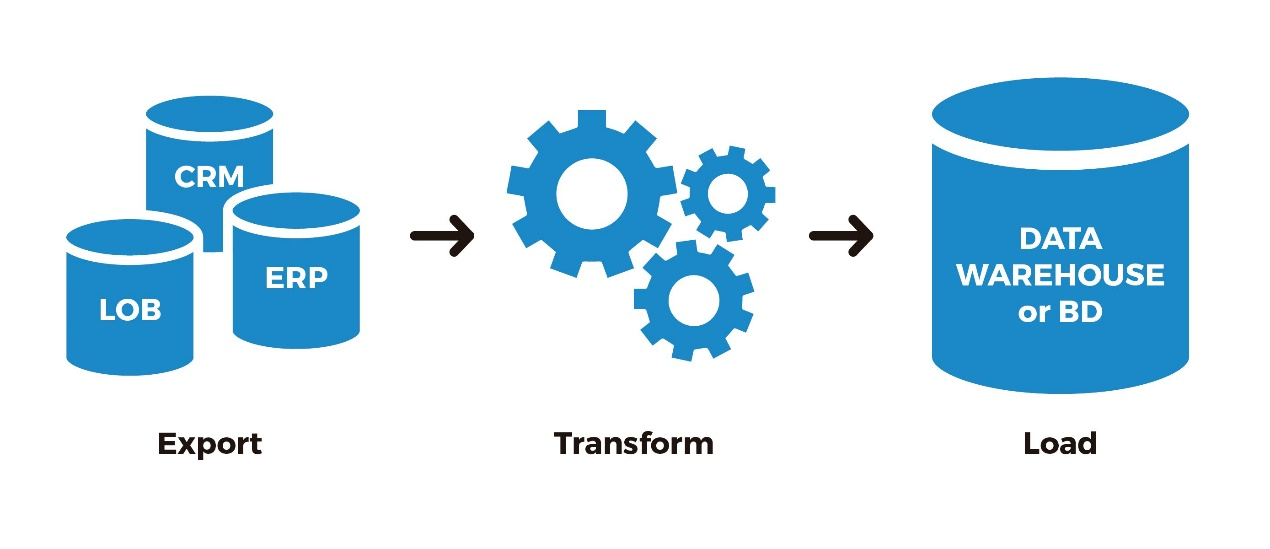 CRM
LOB
ERP
DATA
WAREHOUSE
or BD
Export
Transform
Load